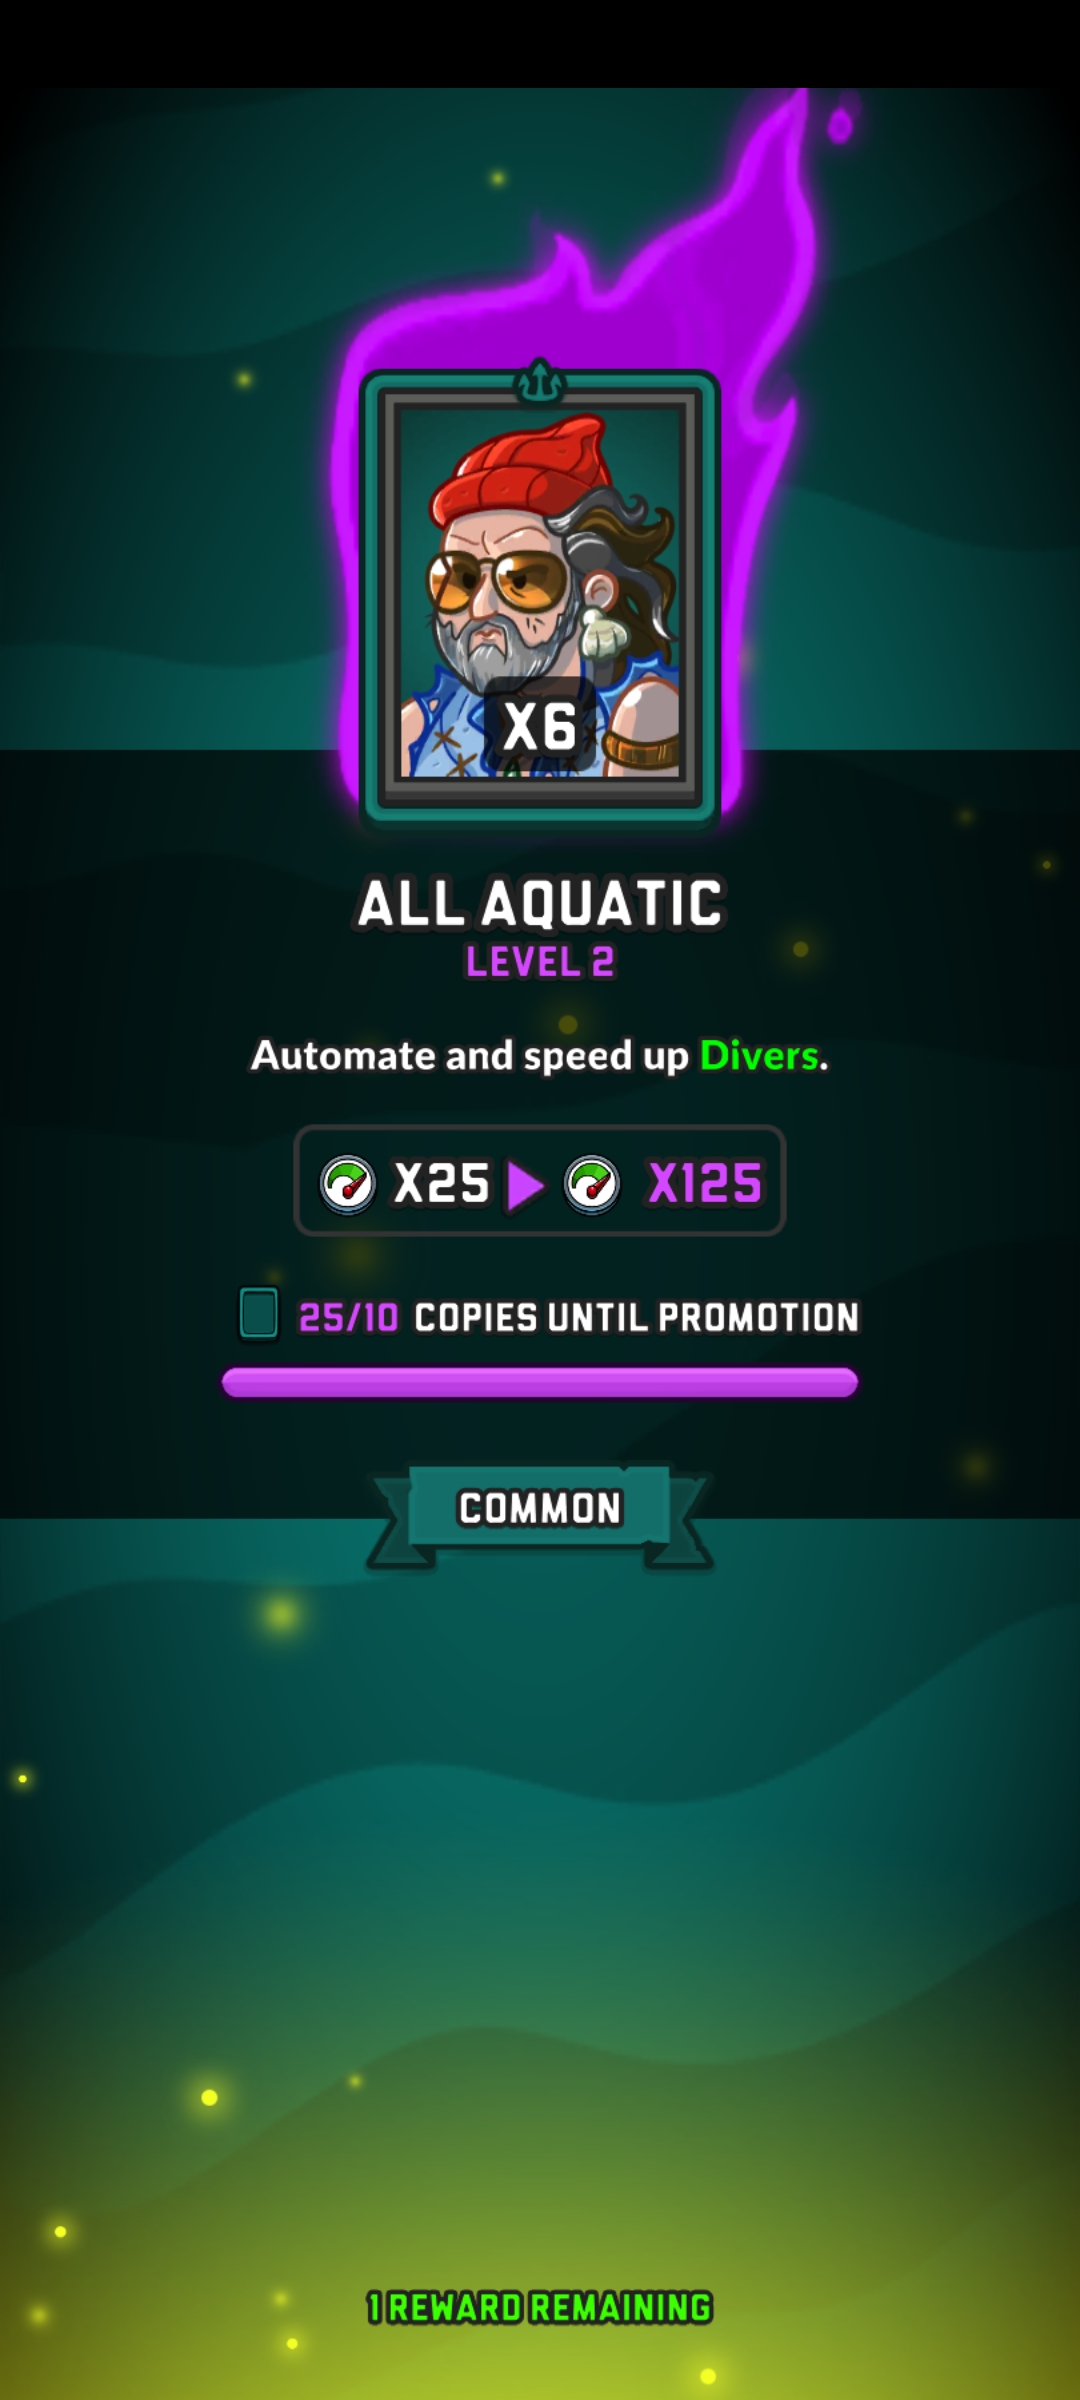 X6
ALL AQUATIC
LEVEL 2
Automate and speed up Divers.
X25 X125
25/10 COPIES UNTIL PROMOTION
COMMON
1 REWARD REMAINING